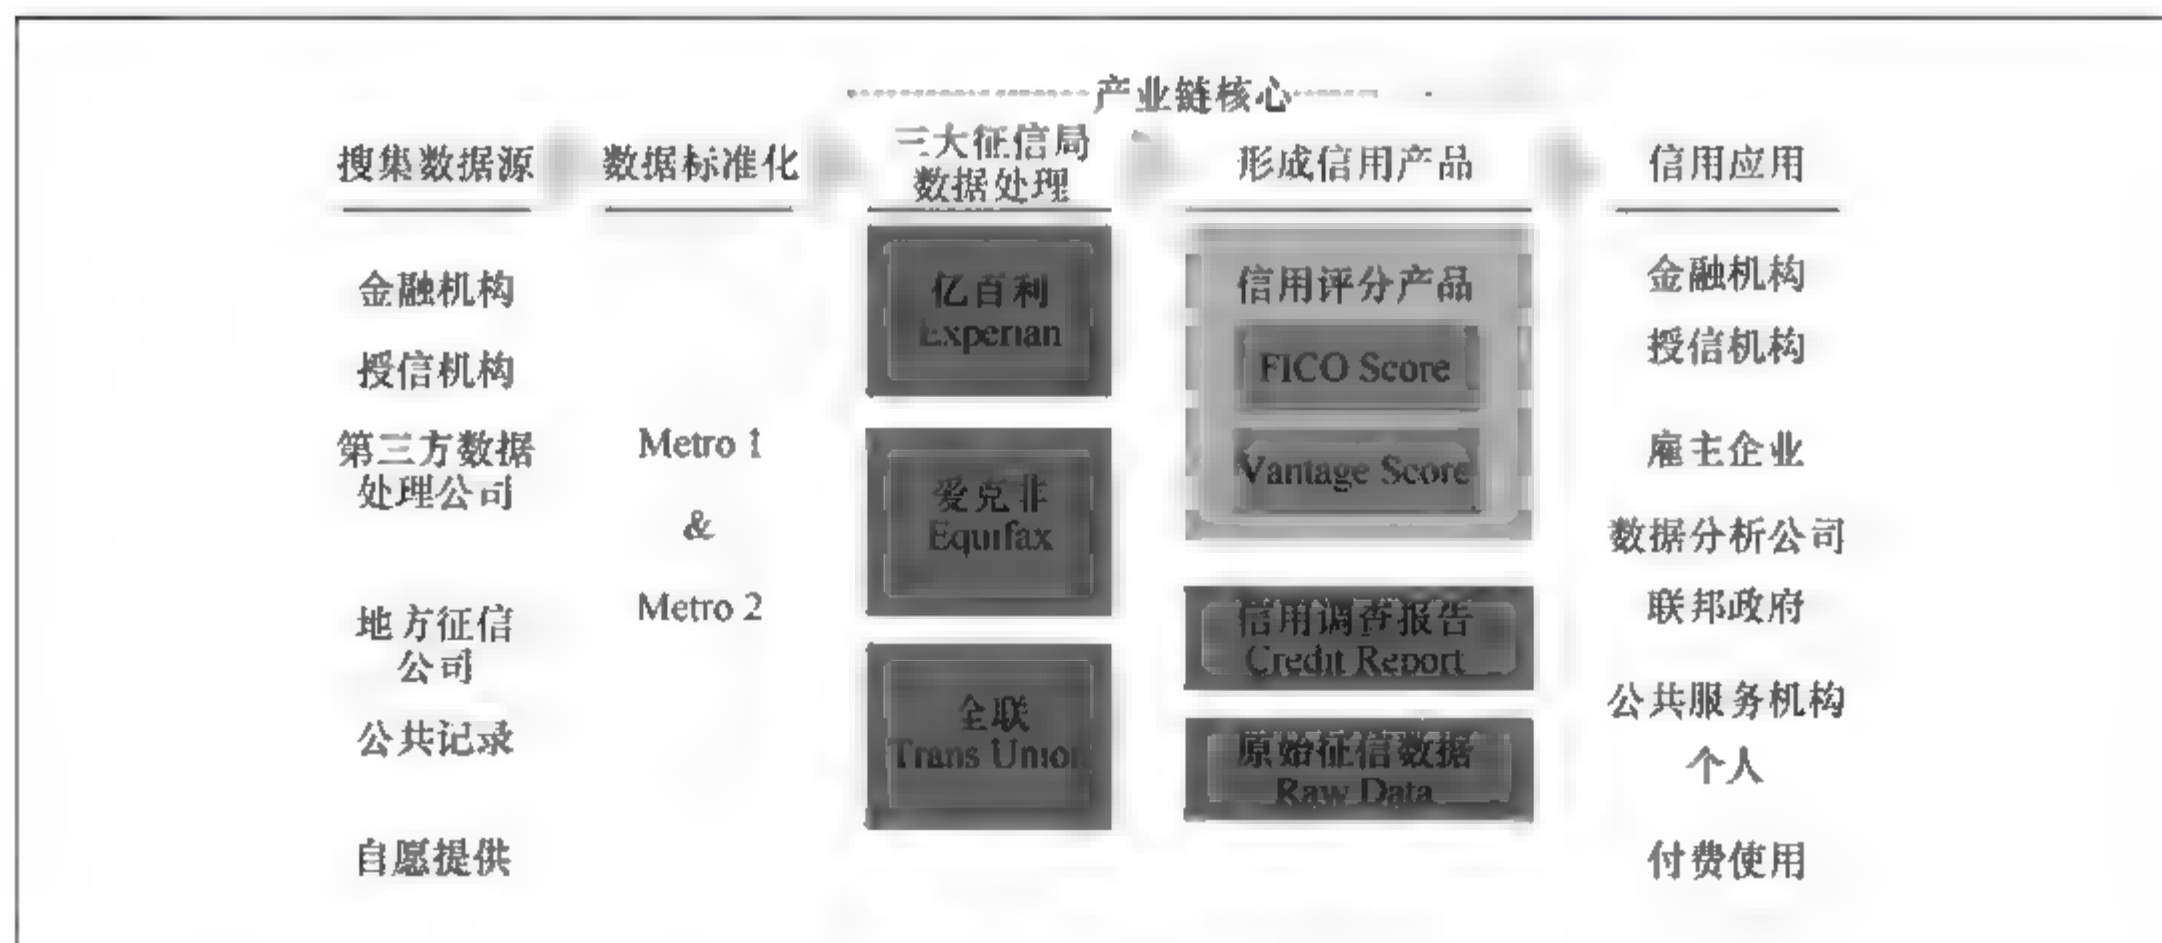 产业链核心
搜集数据源
数据标准化
三大征信局
数据处理
形成信用产品
信用应用
金融机构
授信机构
第三方数据
处理公司
地方征信
公司
公共记录
自愿提供
Metro 1
&
Metro 2
亿百利
Experian
爱克非
Equifax
全联
Trans Union
信用评分产品
FICO Score
Vantage Score
信用调查报告
Credit Report
原始征信数据
Raw Data
金融机构
授信机构
雇主企业
数据分析公司
联邦政府
公共服务机构
个人
付费使用